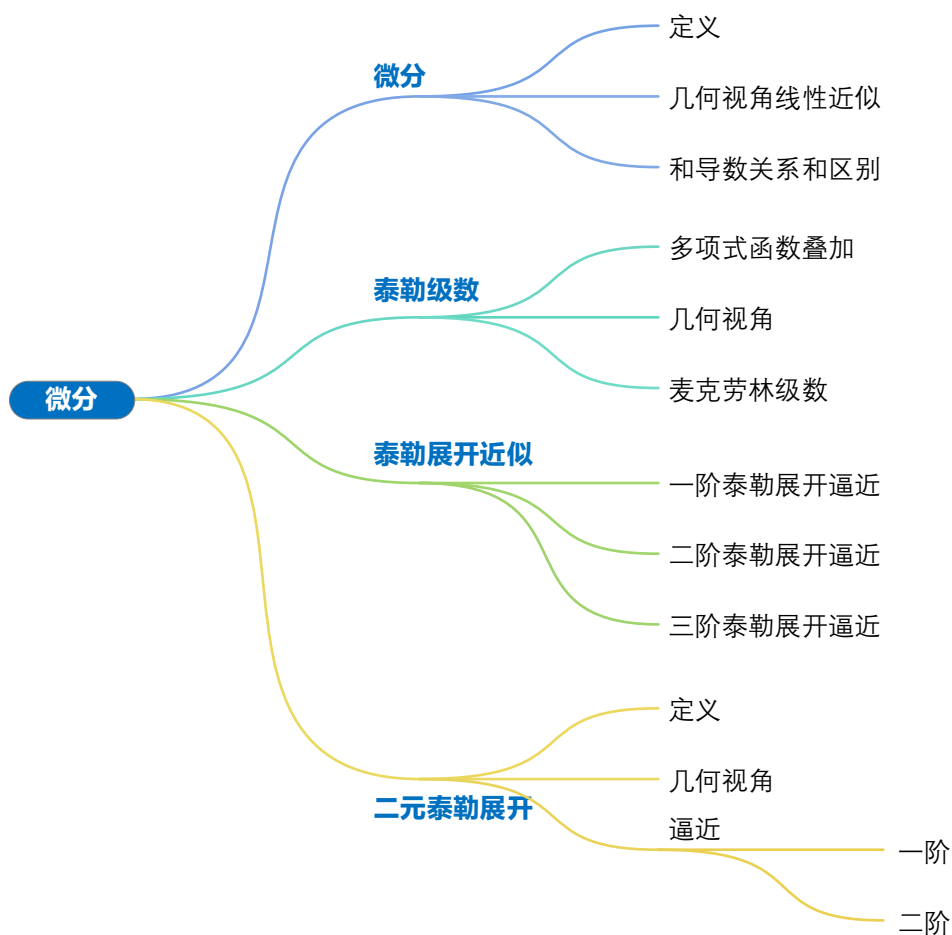 微分
微分
定义
几何视角线性近似
和导数关系和区别
泰勒级数
多项式函数叠加
几何视角
麦克劳林级数
泰勒展开近似
一阶泰勒展开逼近
二阶泰勒展开逼近
三阶泰勒展开逼近
二元泰勒展开
定义
几何视角
逼近
一阶
二阶